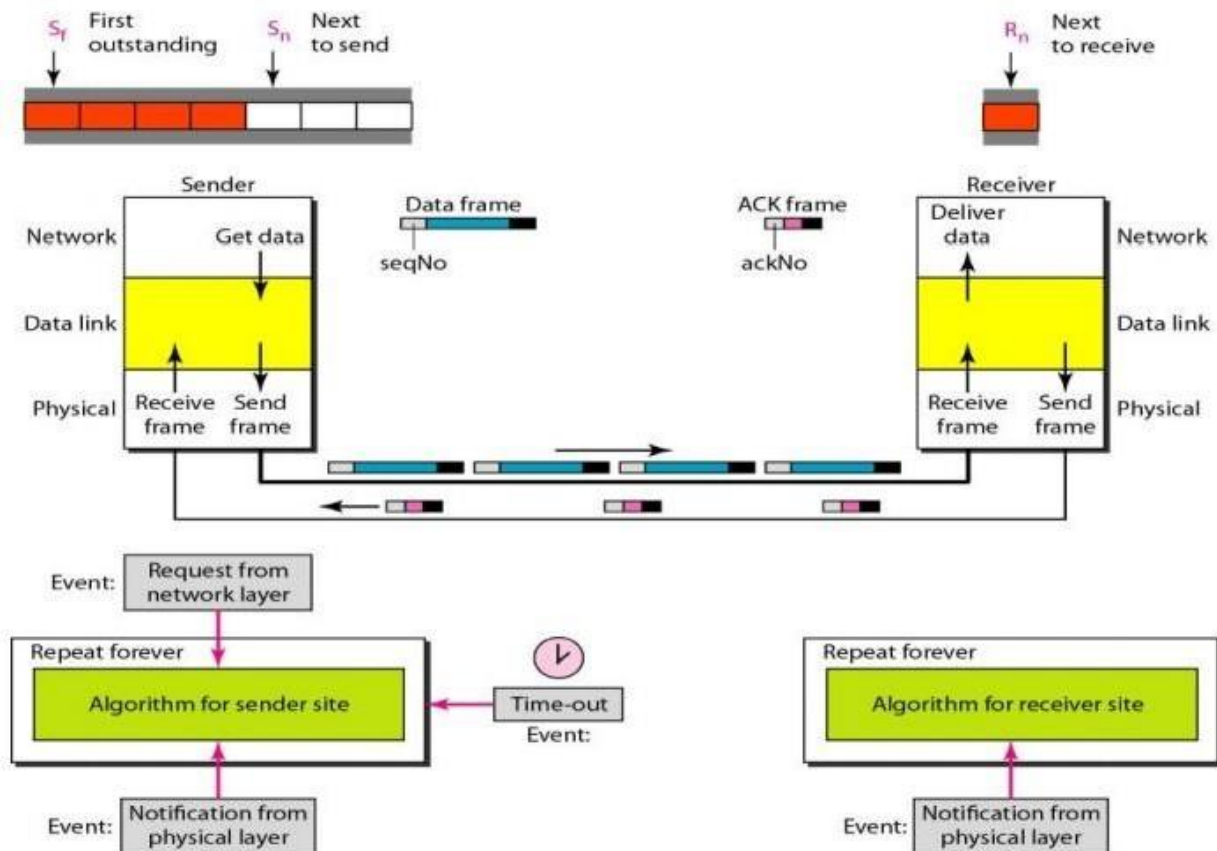 Sf First
outstanding
Sn Next
to send
Rn Next
to receive
Sender
Data frame
ACK frame
Receiver
Network
Get data
seqNo
ackNo
Deliver
data
Network
Data link
Data link
Physical
Receive
frame
Send
frame
Receive
frame
Send
frame
Physical
Event:
Request from
network layer
Repeat forever
Algorithm for sender site
Time-out
Event:
Repeat forever
Algorithm for receiver site
Event:
Notification from
physical layer
Event:
Notification from
physical layer